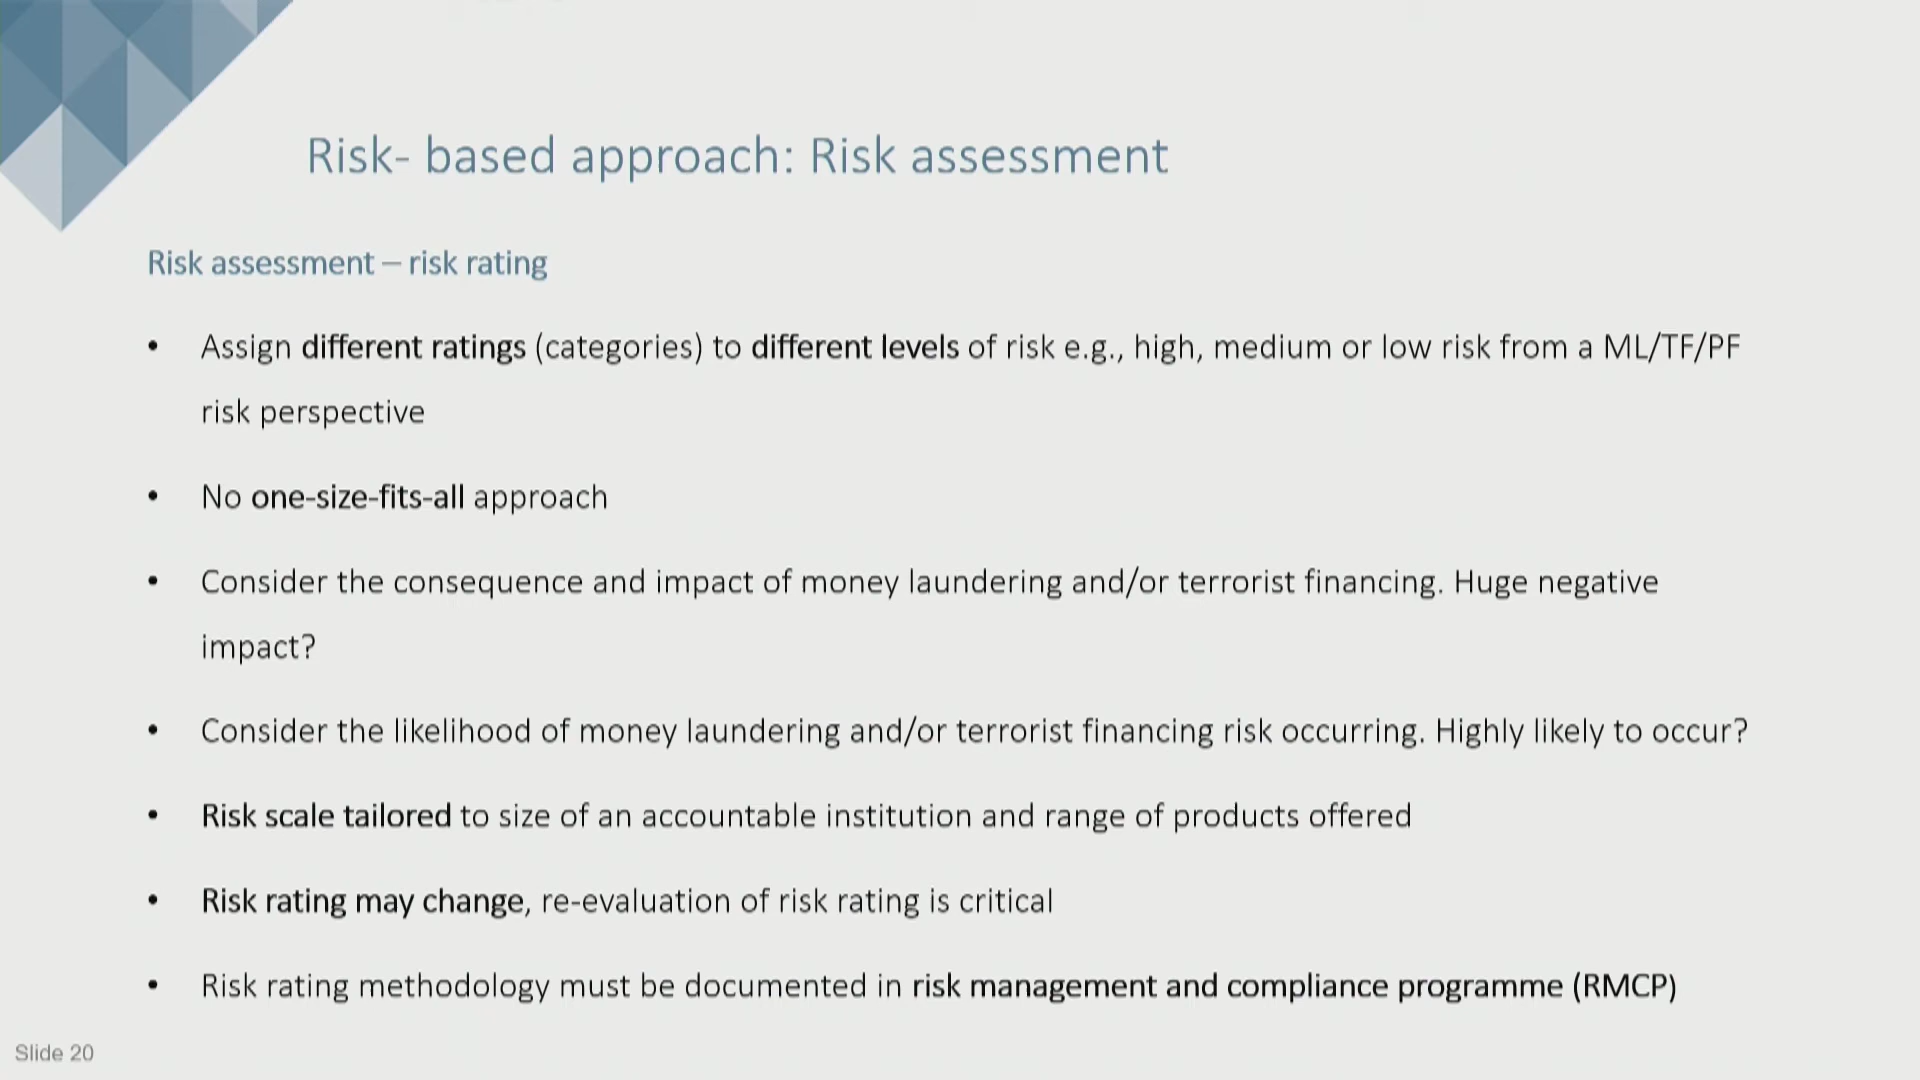 Risk- based approach: Risk assessment
Risk assessment – risk rating
• Assign different ratings (categories) to different levels of risk e.g., high, medium or low risk from a ML/TF/PF
risk perspective
• No one-size-fits-all approach
• Consider the consequence and impact of money laundering and/or terrorist financing. Huge negative
impact?
• Consider the likelihood of money laundering and/or terrorist financing risk occurring. Highly likely to occur?
• Risk scale tailored to size of an accountable institution and range of products offered
• Risk rating may change, re-evaluation of risk rating is critical
• Risk rating methodology must be documented in risk management and compliance programme (RMCP)
Slide 20